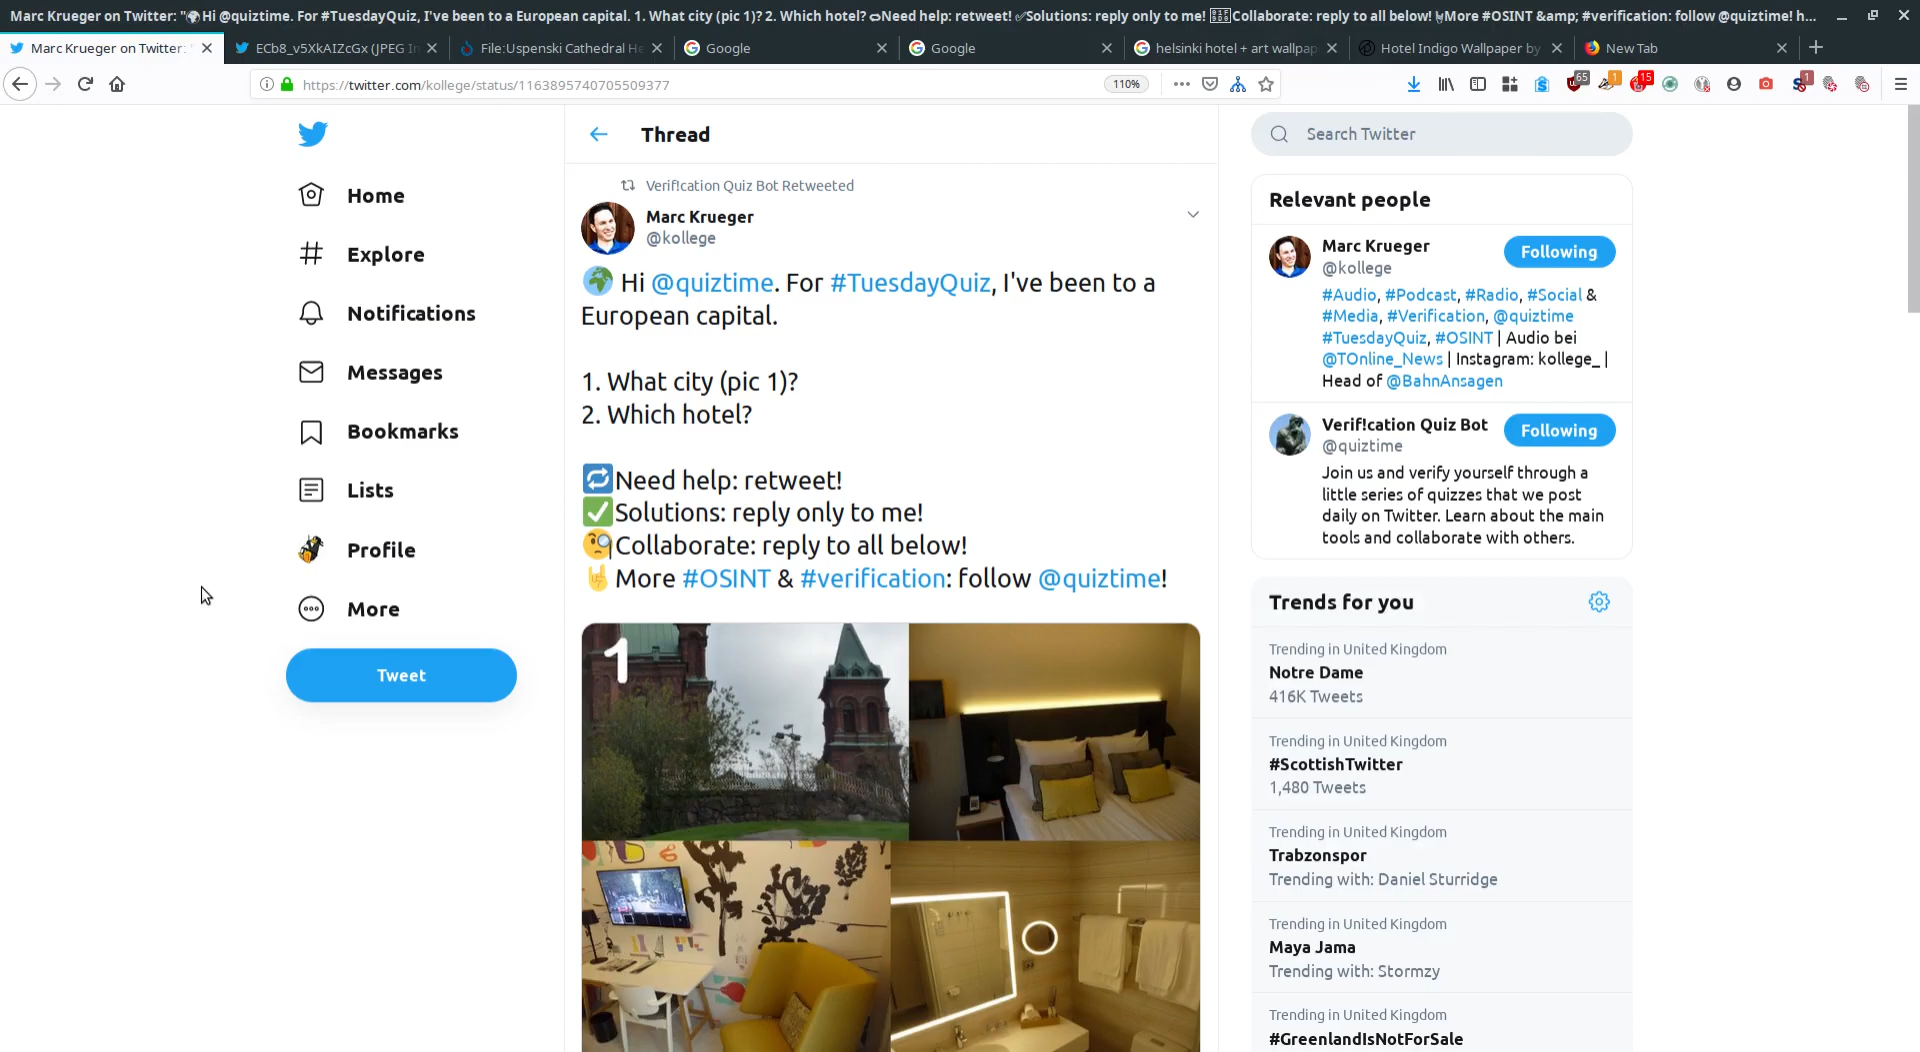 Marc Krueger on Twitter: "🌍Hi @quiztime. For #TuesdayQuiz, I've been to a European capital. 1. What city (pic 1)? 2. Which hotel? Need help: retweet! ✅Solutions: reply only to me! Collaborate: reply to all below! 🤘More #OSINT &amp; #verification: follow @quiztime! h...
Marc Krueger on Twitter: "
ECb8_v5XkAIZcGx (JPEG Im
File:Uspenski Cathedral He
Google
Google
helsinki hotel + art wallpap
Hotel Indigo Wallpaper by
New Tab
https://twitter.com/kollege/status/1163895740705509377
110%
65
1
15
1
Home
Explore
Notifications
Messages
Bookmarks
Lists
Profile
More
Tweet
Thread
Verif!cation Quiz Bot Retweeted
Marc Krueger
@kollege
🌍 Hi @quiztime. For #TuesdayQuiz, I've been to a
European capital.
1. What city (pic 1)?
2. Which hotel?
🔁Need help: retweet!
✅Solutions: reply only to me!
🧐Collaborate: reply to all below!
🤘More #OSINT & #verification: follow @quiztime!
1
Search Twitter
Relevant people
Marc Krueger
@kollege
Following
#Audio, #Podcast, #Radio, #Social &
#Media, #Verification, @quiztime
#TuesdayQuiz, #OSINT | Audio bei
@TOnline_News | Instagram: kollege_ |
Head of @BahnAnsagen
Verif!cation Quiz Bot
@quiztime
Following
Join us and verify yourself through a
little series of quizzes that we post
daily on Twitter. Learn about the main
tools and collaborate with others.
Trends for you
Trending in United Kingdom
Notre Dame
416K Tweets
Trending in United Kingdom
#ScottishTwitter
1,480 Tweets
Trending in United Kingdom
Trabzonspor
Trending with: Daniel Sturridge
Trending in United Kingdom
Maya Jama
Trending with: Stormzy
Trending in United Kingdom
#GreenlandIsNotForSale